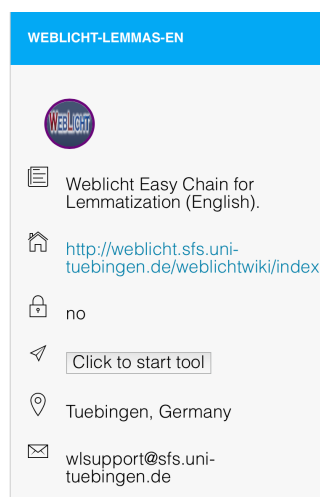 WEBLICHT-LEMMAS-EN
WEBLICHT
Weblicht Easy Chain for
Lemmatization (English).
http://weblicht.sfs.uni-
tuebingen.de/weblichtwiki/index
no
Click to start tool
Tuebingen, Germany
wlsupport@sfs.uni-
tuebingen.de